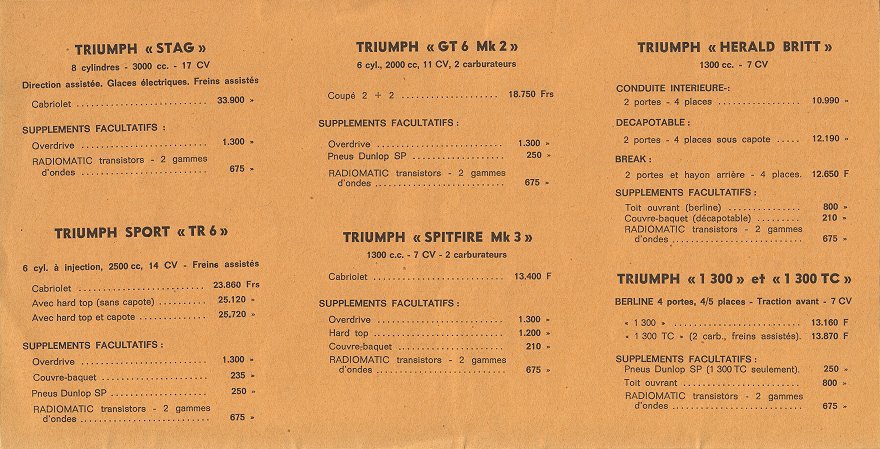 TRIUMPH « STAG »
8 cylindres - 3000 cc. - 17 CV
Direction assistée. Glaces électriques. Freins assistés
Cabriolet ........................ 33.900 »
SUPPLEMENTS FACULTATIFS :
Overdrive ........................ 1.300 »
RADIOMATIC transistors - 2 gammes
d'ondes ........................ 675 »
TRIUMPH SPORT « TR 6 »
6 cyl. à injection, 2500 cc, 14 CV - Freins assistés
Cabriolet ........................ 23.860 Frs
Avec hard top (sans capote) ............ 25.120 »
Avec hard top et capote ............... 25.720 »
SUPPLEMENTS FACULTATIFS :
Overdrive ........................ 1.300 »
Couvre-baquet ........................ 235 »
Pneus Dunlop SP ..................... 250 »
RADIOMATIC transistors - 2 gammes
d'ondes ........................ 675 »
TRIUMPH « GT 6 Mk 2 »
6 cyl., 2000 cc, 11 CV, 2 carburateurs
Coupé 2 + 2 ........................ 18.750 Frs
SUPPLEMENTS FACULTATIFS :
Overdrive ........................ 1.300 »
Pneus Dunlop SP ..................... 250 »
RADIOMATIC transistors - 2 gammes
d'ondes ........................ 675 »
TRIUMPH « SPITFIRE Mk 3 »
1300 c.c. - 7 CV - 2 carburateurs
Cabriolet ........................ 13.400 F
SUPPLEMENTS FACULTATIFS :
Overdrive ........................ 1.300 »
Hard top ........................ 1.200 »
Couvre-baquet ........................ 210 »
RADIOMATIC transistors - 2 gammes
d'ondes ........................ 675 »
TRIUMPH « HERALD BRITT »
1300 cc. - 7 CV
CONDUITE INTERIEURE-:
2 portes - 4 places .................. 10.990 »
DECAPOTABLE :
2 portes - 4 places sous capote ..... 12.190 »
BREAK :
2 portes et hayon arrière - 4 places. 12.650 F
SUPPLEMENTS FACULTATIFS :
Toit ouvrant (berline) ............... 800 »
Couvre-baquet (décapotable) ......... 210 »
RADIOMATIC transistors - 2 gammes
d'ondes ........................ 675 »
TRIUMPH « 1 300 » et « 1 300 TC »
BERLINE 4 portes, 4/5 places - Traction avant - 7 CV
« 1 300 » ........................ 13.160 F
« 1 300 TC » (2 carb., freins assistés). 13.870 F
SUPPLEMENTS FACULTATIFS :
Pneus Dunlop SP (1 300 TC seulement). 250 »
Toit ouvrant ........................ 800 »
RADIOMATIC transistors - 2 gammes
d'ondes ........................ 675 »